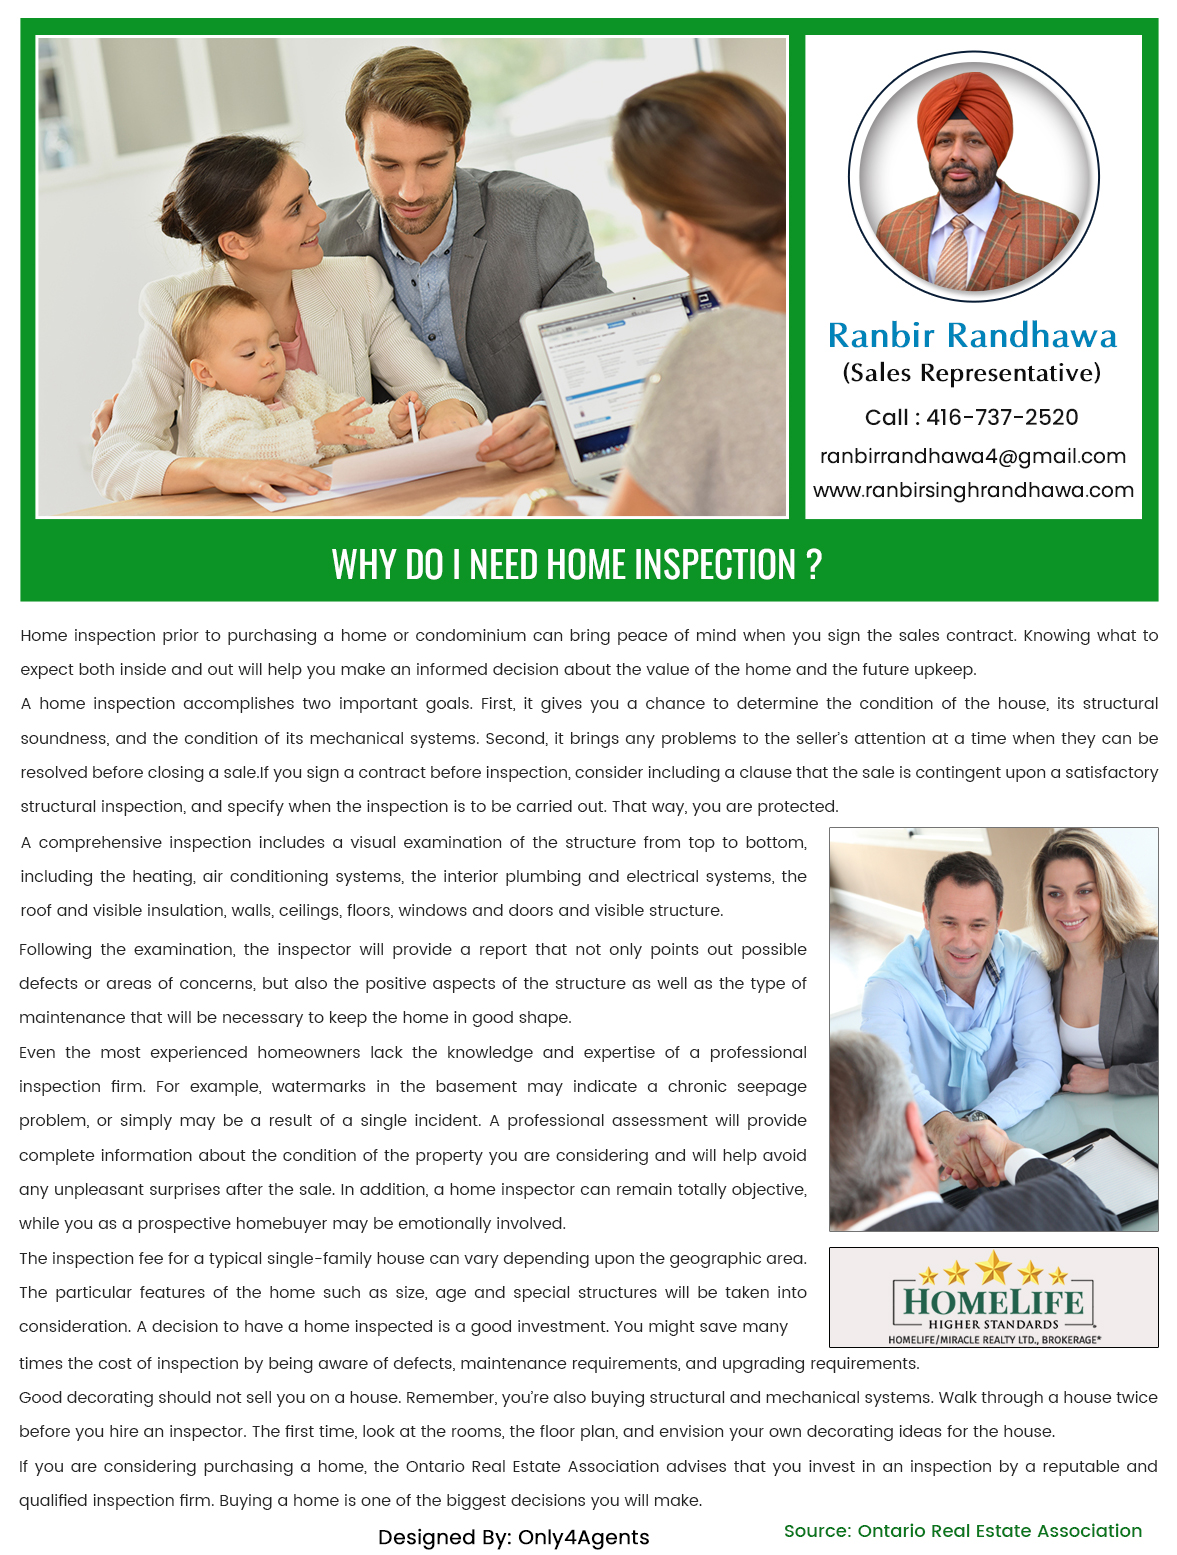 Ranbir Randhawa
(Sales Representative)
Call : 416-737-2520
ranbirrandhawa4@gmail.com
www.ranbirsinghrandhawa.com
WHY DO I NEED HOME INSPECTION ?
Home inspection prior to purchasing a home or condominium can bring peace of mind when you sign the sales contract. Knowing what to
expect both inside and out will help you make an informed decision about the value of the home and the future upkeep.
A home inspection accomplishes two important goals. First, it gives you a chance to determine the condition of the house, its structural
soundness, and the condition of its mechanical systems. Second, it brings any problems to the seller’s attention at a time when they can be
resolved before closing a sale.If you sign a contract before inspection, consider including a clause that the sale is contingent upon a satisfactory
structural inspection, and specify when the inspection is to be carried out. That way, you are protected.
A comprehensive inspection includes a visual examination of the structure from top to bottom,
including the heating, air conditioning systems, the interior plumbing and electrical systems, the
roof and visible insulation, walls, ceilings, floors, windows and doors and visible structure.
Following the examination, the inspector will provide a report that not only points out possible
defects or areas of concerns, but also the positive aspects of the structure as well as the type of
maintenance that will be necessary to keep the home in good shape.
Even the most experienced homeowners lack the knowledge and expertise of a professional
inspection firm. For example, watermarks in the basement may indicate a chronic seepage
problem, or simply may be a result of a single incident. A professional assessment will provide
complete information about the condition of the property you are considering and will help avoid
any unpleasant surprises after the sale. In addition, a home inspector can remain totally objective,
while you as a prospective homebuyer may be emotionally involved.
The inspection fee for a typical single-family house can vary depending upon the geographic area.
The particular features of the home such as size, age and special structures will be taken into
consideration. A decision to have a home inspected is a good investment. You might save many
times the cost of inspection by being aware of defects, maintenance requirements, and upgrading requirements.
HOMELIFE
HIGHER STANDARDS
HOMELIFE/MIRACLE REALTY LTD., BROKERAGE*
Good decorating should not sell you on a house. Remember, you’re also buying structural and mechanical systems. Walk through a house twice
before you hire an inspector. The first time, look at the rooms, the floor plan, and envision your own decorating ideas for the house.
If you are considering purchasing a home, the Ontario Real Estate Association advises that you invest in an inspection by a reputable and
qualified inspection firm. Buying a home is one of the biggest decisions you will make.
Designed By: Only4Agents
Source: Ontario Real Estate Association